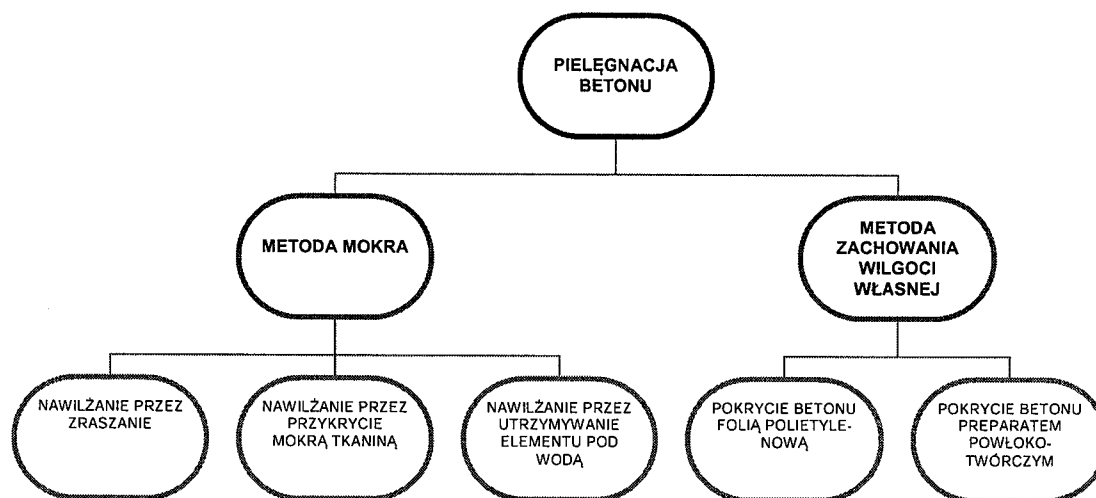 PIELĘGNACJA
BETONU
METODA MOKRA
METODA
ZACHOWANIA
WILGOCI
WŁASNEJ
NAWILŻANIE PRZEZ
ZRASZANIE
NAWILŻANIE PRZEZ
PRZYKRYCIE
MOKRĄ TKANINĄ
NAWILŻANIE PRZEZ
UTRZYMYWANIE
ELEMENTU POD
WODĄ
POKRYCIE BETONU
FOLIĄ POLIETYLE-
NOWĄ
POKRYCIE BETONU
PREPARATEM
POWŁOKO-
TWÓRCZYM